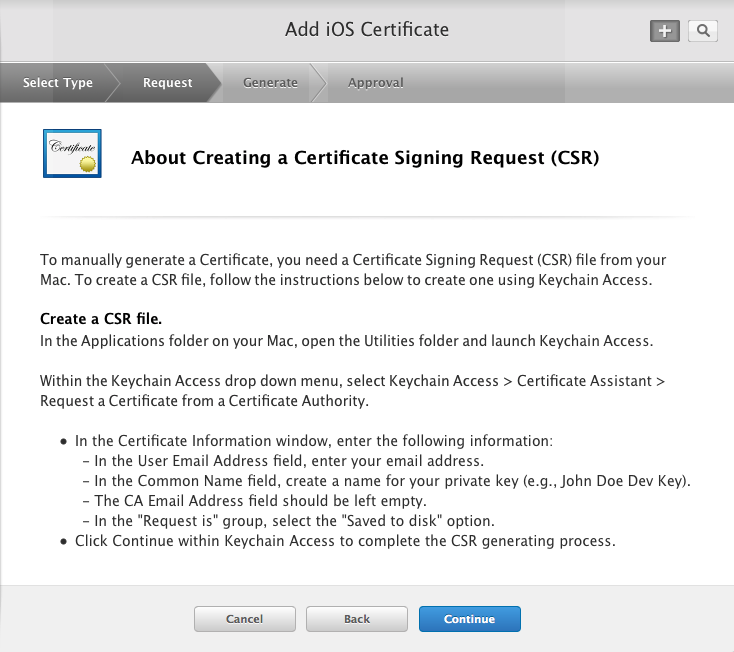 Add iOS Certificate
Select Type Request Generate Approval
Certificate
About Creating a Certificate Signing Request (CSR)
To manually generate a Certificate, you need a Certificate Signing Request (CSR) file from your
Mac. To create a CSR file, follow the instructions below to create one using Keychain Access.
Create a CSR file.
In the Applications folder on your Mac, open the Utilities folder and launch Keychain Access.
Within the Keychain Access drop down menu, select Keychain Access > Certificate Assistant >
Request a Certificate from a Certificate Authority.
• In the Certificate Information window, enter the following information:
– In the User Email Address field, enter your email address.
– In the Common Name field, create a name for your private key (e.g., John Doe Dev Key).
– The CA Email Address field should be left empty.
– In the "Request is" group, select the "Saved to disk" option.
• Click Continue within Keychain Access to complete the CSR generating process.
Cancel Back Continue